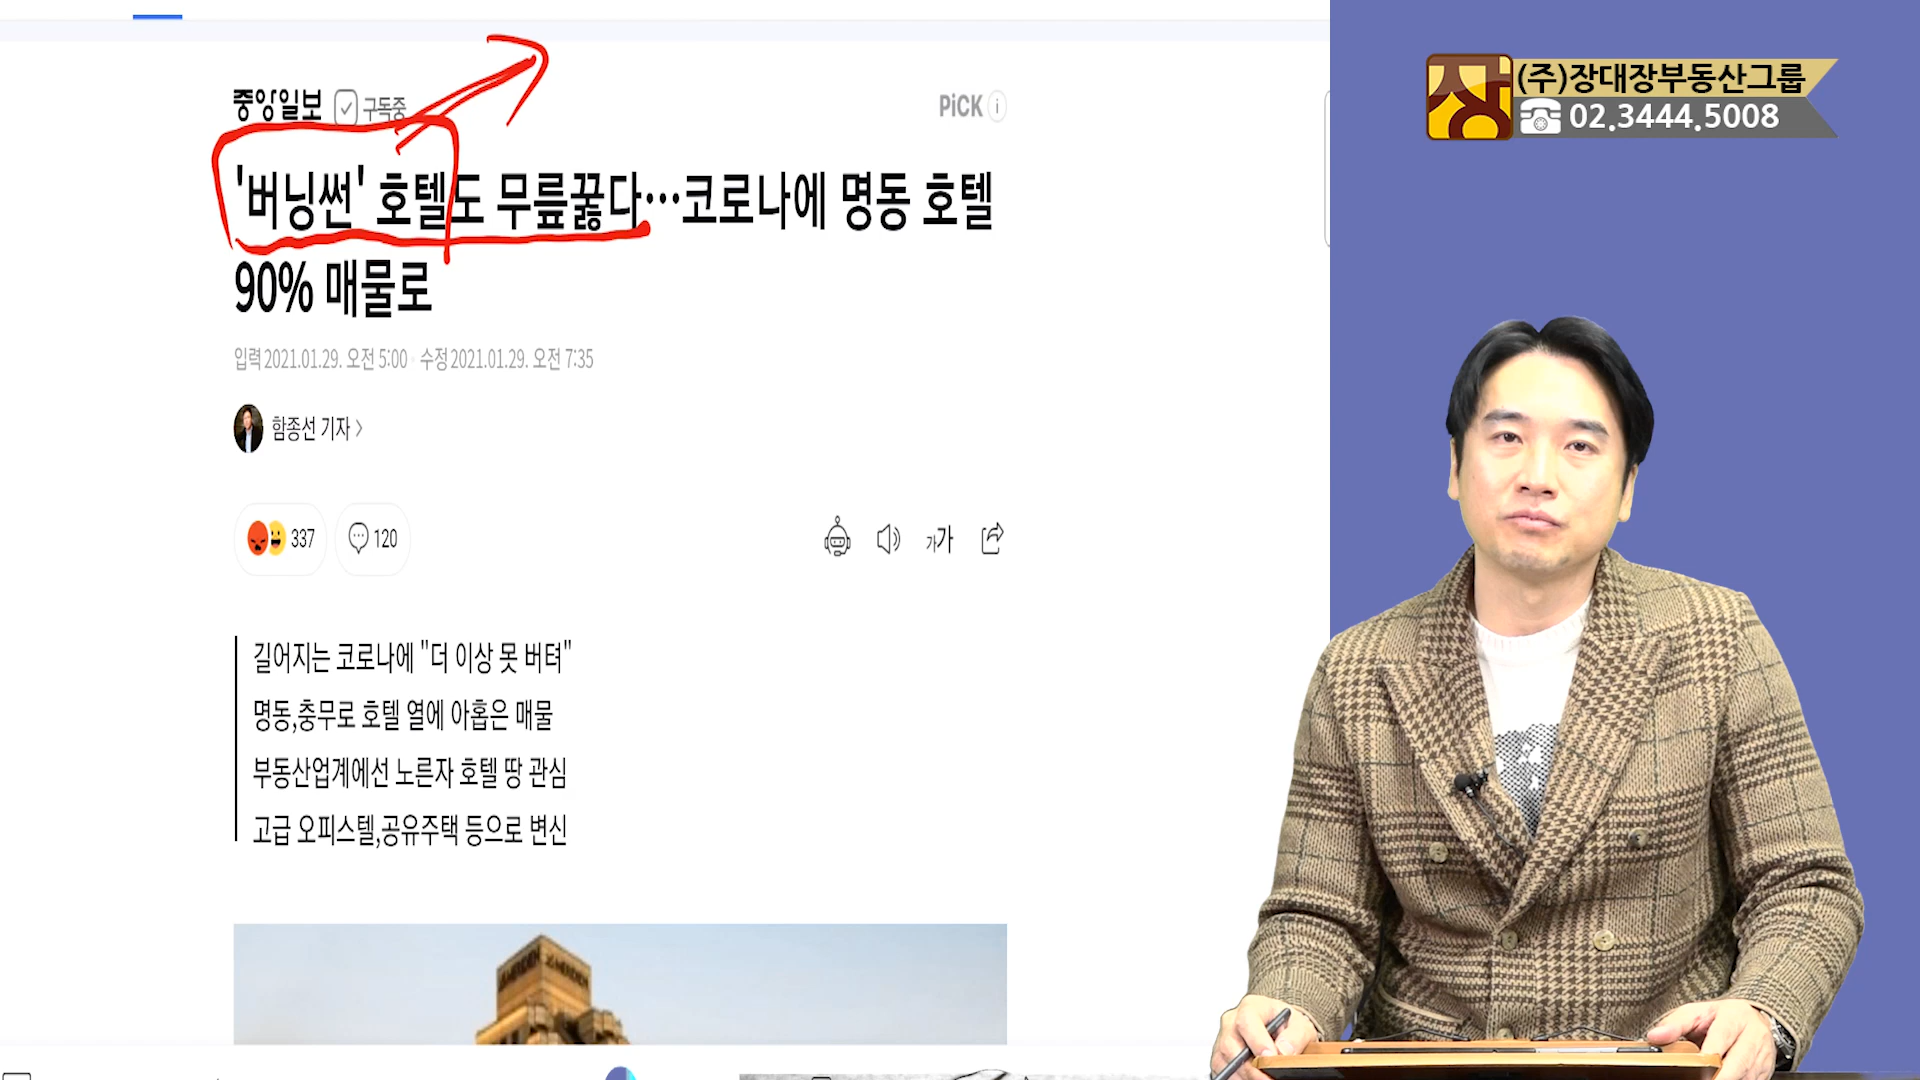 중앙일보 구독중
PiCK i
'버닝썬' 호텔도 무릎꿇다…코로나에 명동 호텔
90% 매물로
입력 2021.01.29. 오전 5:00 · 수정 2021.01.29. 오전 7:35
함종선 기자 >
337
120
가가
길어지는 코로나에 "더 이상 못 버텨"
명동,충무로 호텔 열에 아홉은 매물
부동산업계에선 노른자 호텔 땅 관심
고급 오피스텔,공유주택 등으로 변신
장
(주)장대장부동산그룹
02.3444.5008